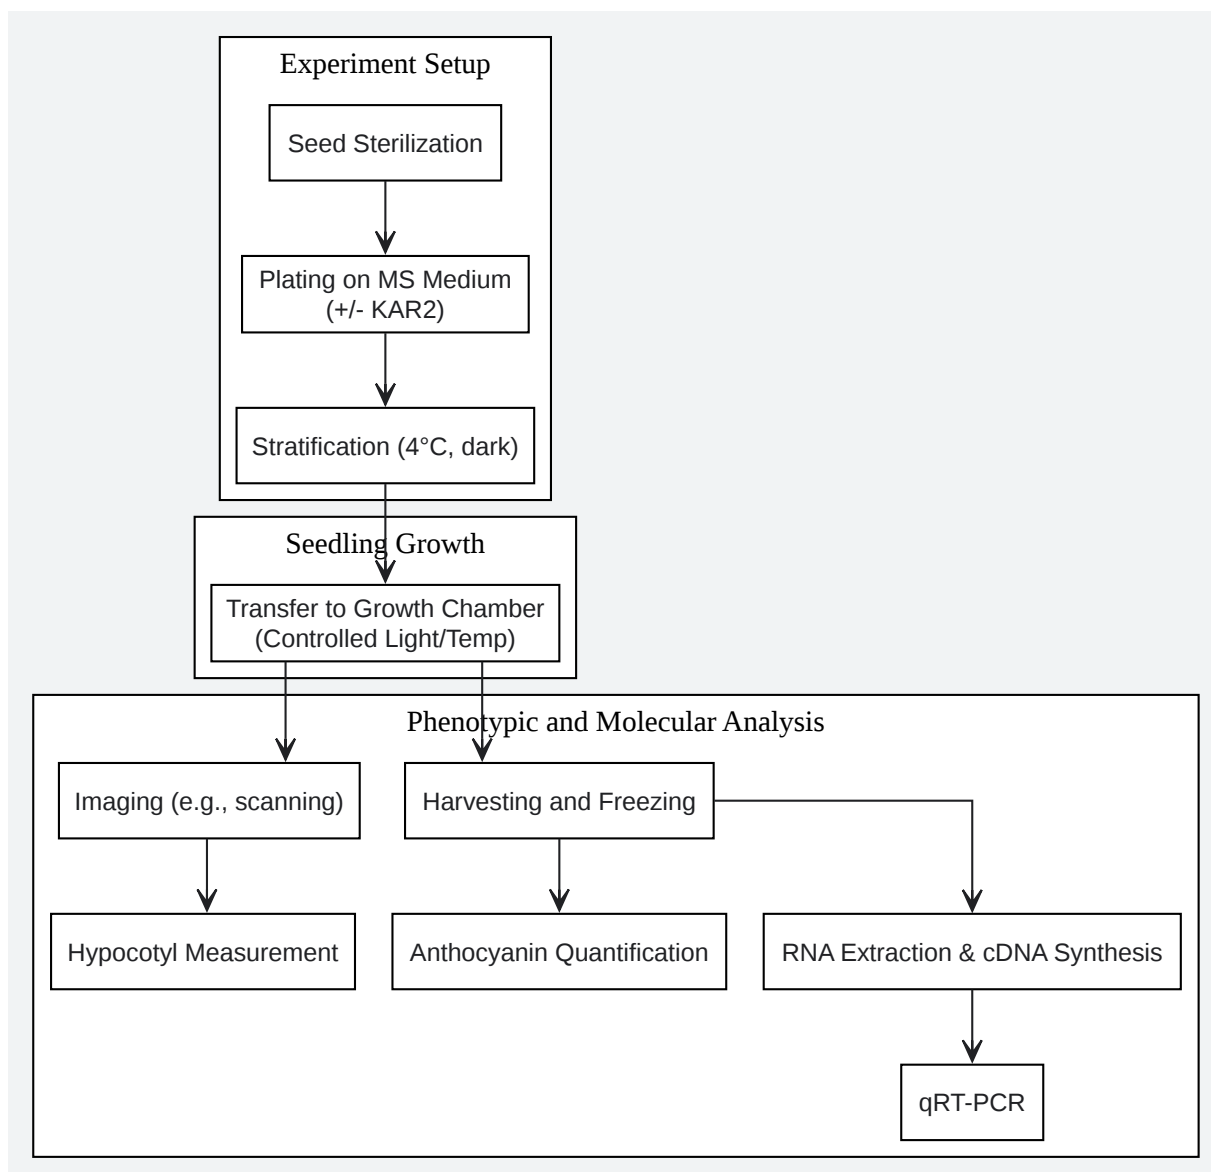 Experiment Setup
Seed Sterilization
Plating on MS Medium
(+/- KAR2)
Stratification (4°C, dark)
Seedling Growth
Transfer to Growth Chamber
(Controlled Light/Temp)
Phenotypic and Molecular Analysis
Imaging (e.g., scanning)
Harvesting and Freezing
Hypocotyl Measurement
Anthocyanin Quantification
RNA Extraction & cDNA Synthesis
qRT-PCR